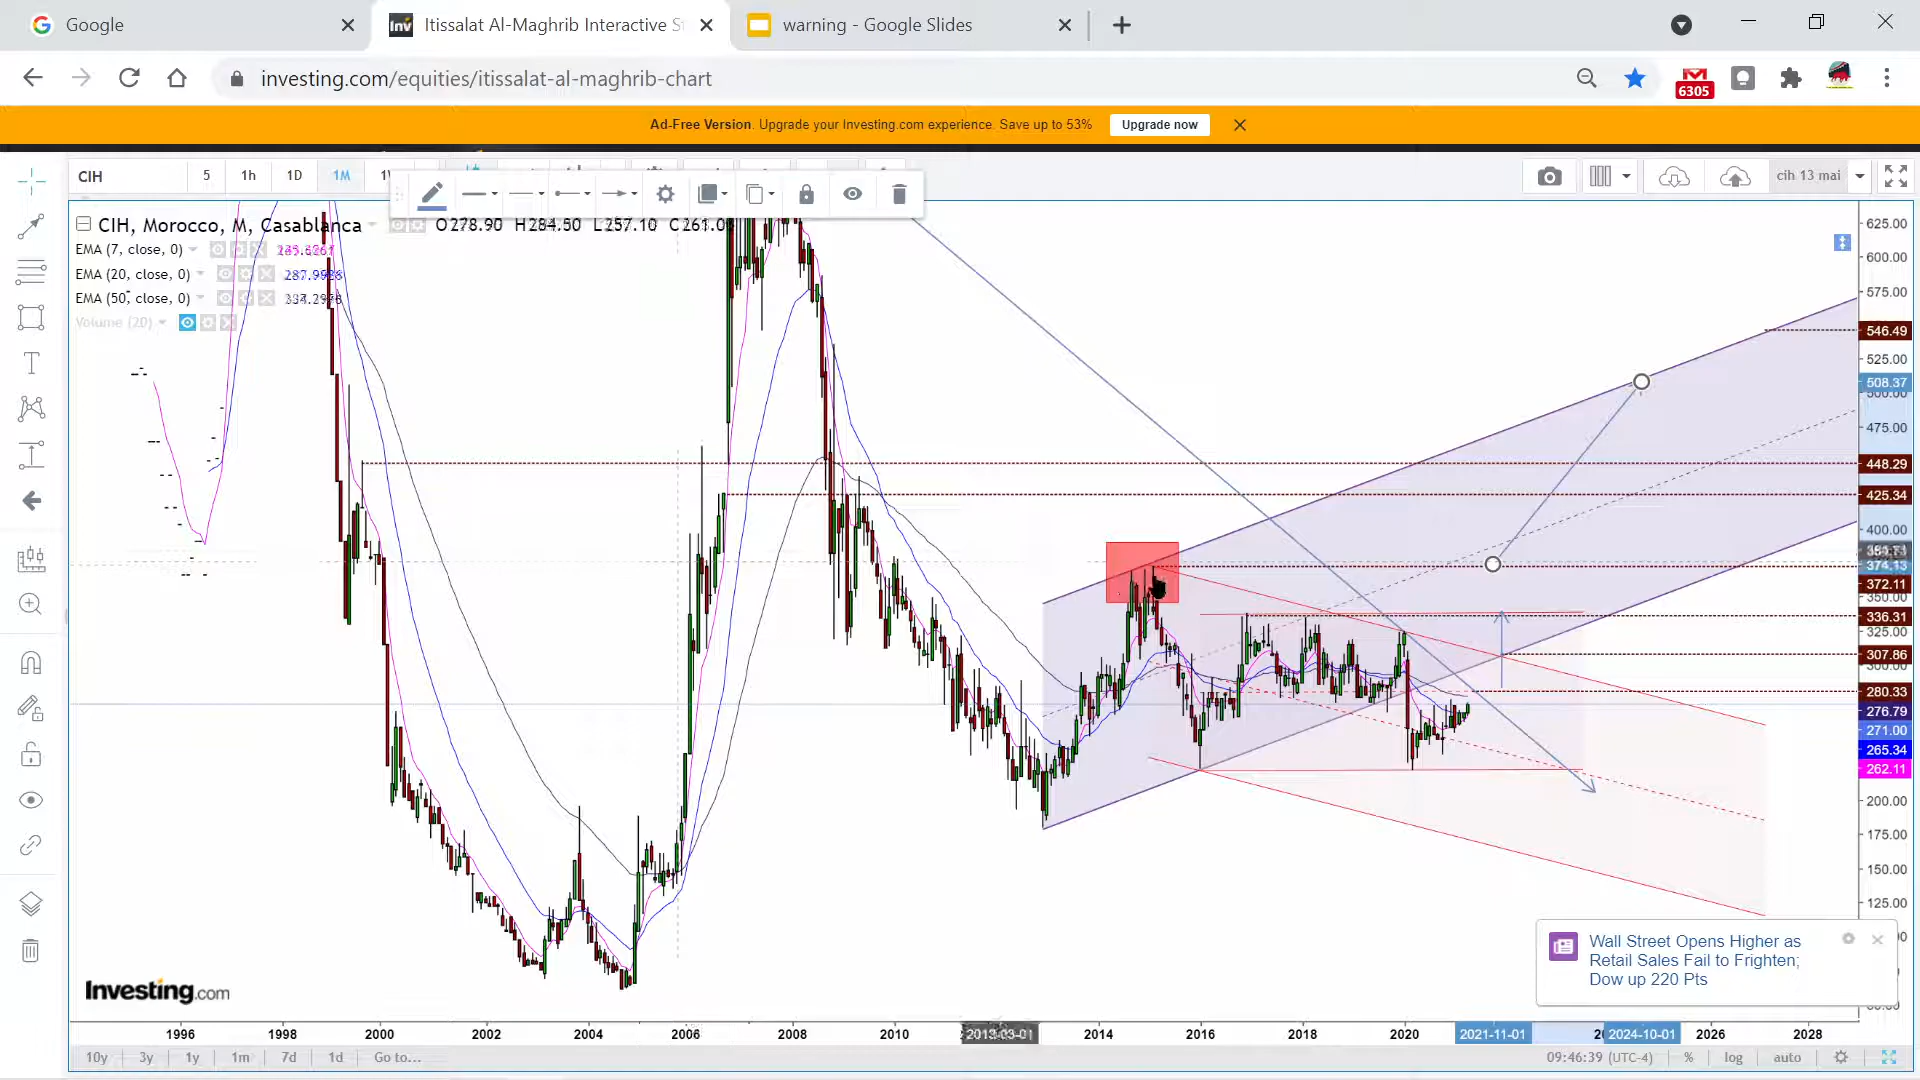 Google
Itissalat Al-Maghrib Interactive S
warning - Google Slides
investing.com/equities/itissalat-al-maghrib-chart
6305
Ad-Free Version. Upgrade your Investing.com experience. Save up to 53%
Upgrade now
CIH
5
1h
1D
1M
cih 13 mai
CIH, Morocco, M, Casablanca
O278.90 H284.50 L257.10
EMA (7, close, 0)
EMA (20, close, 0)
EMA (50, close, 0)
Volume (20)
625.00
600.00
575.00
546.49
525.00
508.37
500.00
475.00
448.29
425.34
400.00
374.13
372.11
350.00
336.31
325.00
307.86
300.00
280.33
276.79
271.00
265.34
262.11
200.00
175.00
150.00
125.00
Wall Street Opens Higher as
Retail Sales Fail to Frighten;
Dow up 220 Pts
Investing.com
1996
1998
2000
2002
2004
2006
2008
2010
2013-03-01
2014
2016
2018
2020
2021-11-01
2024-10-01
2026
2028
10y
3y
1y
1m
7d
1d
Go to...
09:46:39 (UTC-4)
%
log
auto